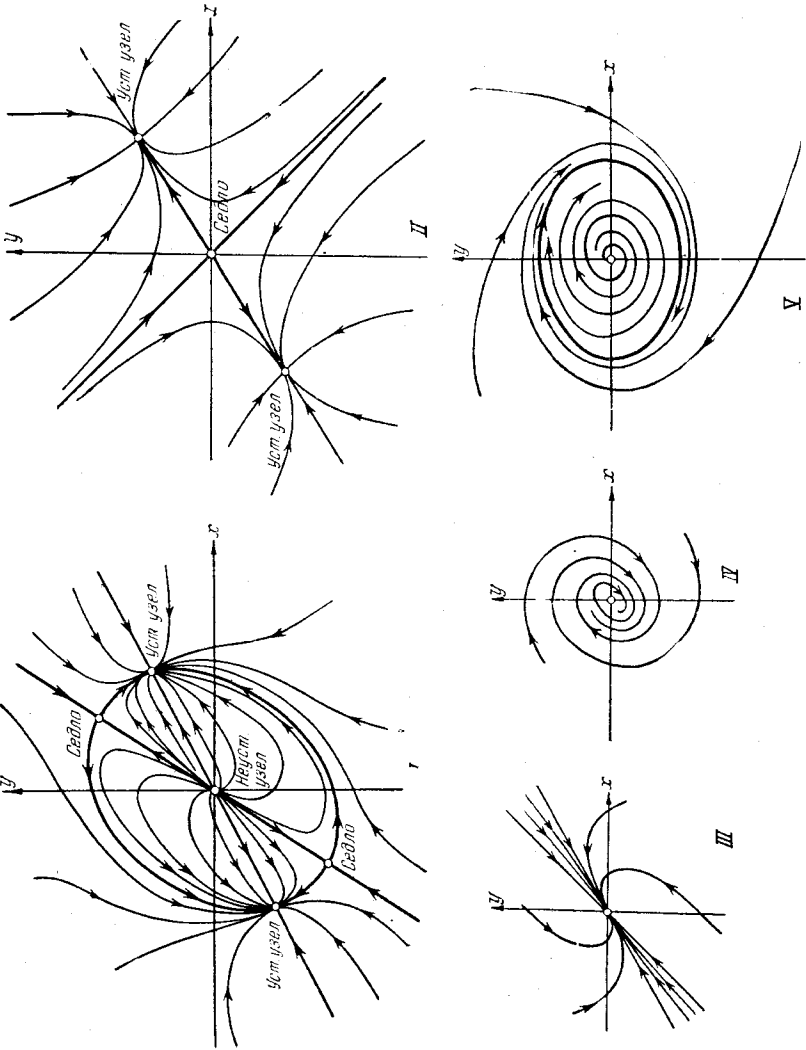 y
Седло
Уст узел
x
Неуст.
узел
Седло
Уст узел
y
Уст узел
x
Седло
Уст. узел
II
y
x
III
y
x
IV
y
x
V